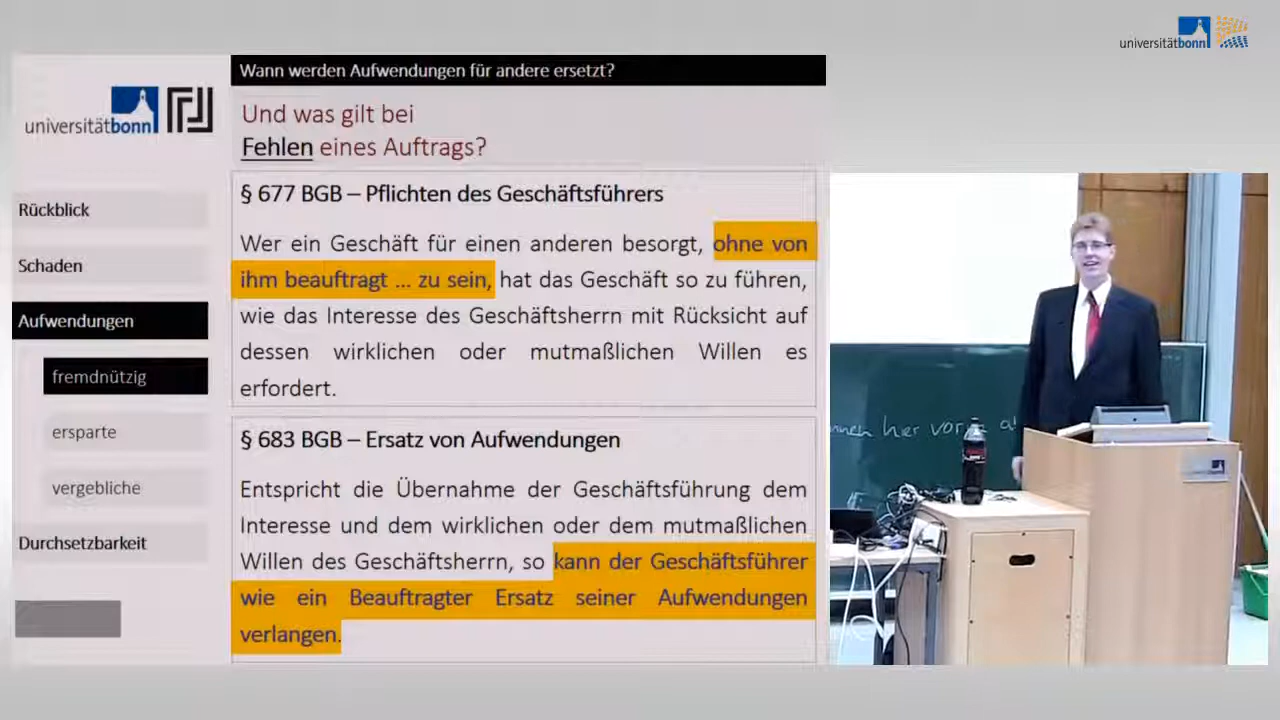 universitätbonn
Wann werden Aufwendungen für andere ersetzt?
universitätbonn
Und was gilt bei
Fehlen eines Auftrags?
Rückblick
Schaden
Aufwendungen
fremdnützig
ersparte
vergebliche
Durchsetzbarkeit
§ 677 BGB – Pflichten des Geschäftsführers
Wer ein Geschäft für einen anderen besorgt, ohne von
ihm beauftragt ... zu sein, hat das Geschäft so zu führen,
wie das Interesse des Geschäftsherrn mit Rücksicht auf
dessen wirklichen oder mutmaßlichen Willen es
erfordert.
§ 683 BGB – Ersatz von Aufwendungen
Entspricht die Übernahme der Geschäftsführung dem
Interesse und dem wirklichen oder dem mutmaßlichen
Willen des Geschäftsherrn, so kann der Geschäftsführer
wie ein Beauftragter Ersatz seiner Aufwendungen
verlangen.
hier